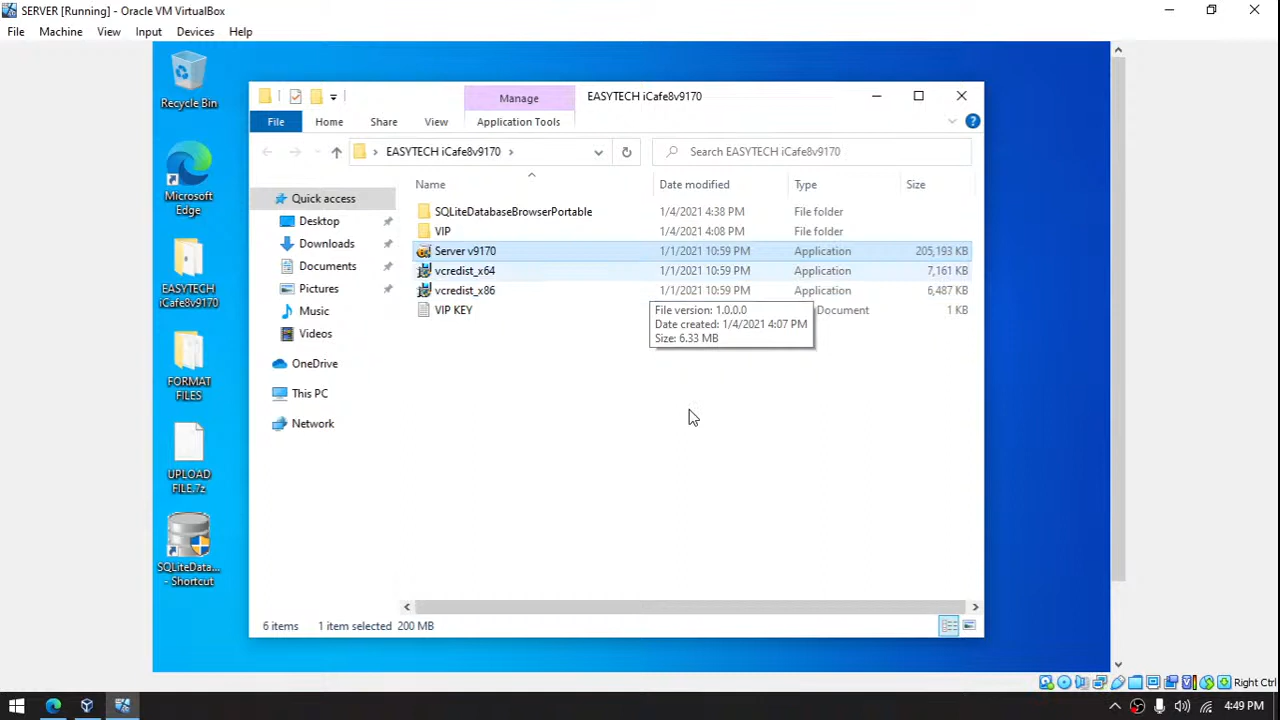 SERVER [Running] - Oracle VM VirtualBox
File Machine View Input Devices Help
Recycle Bin
Microsoft
Edge
EASYTECH
iCafe8v9170
FORMAT
FILES
UPLOAD
FILE.7z
SQLiteData...
- Shortcut
Manage
EASYTECH iCafe8v9170
File Home Share View Application Tools
EASYTECH iCafe8v9170
Search EASYTECH iCafe8v9170
Quick access
Desktop
Downloads
Documents
Pictures
Music
Videos
OneDrive
This PC
Network
Name Date modified Type Size
SQLiteDatabaseBrowserPortable 1/4/2021 4:38 PM File folder
VIP 1/4/2021 4:08 PM File folder
Server v9170 1/1/2021 10:59 PM Application 205,193 KB
vcredist_x64 1/1/2021 10:59 PM Application 7,161 KB
vcredist_x86 1/1/2021 10:59 PM Application 6,487 KB
VIP KEY Document 1 KB
File version: 1.0.0.0
Date created: 1/4/2021 4:07 PM
Size: 6.33 MB
6 items 1 item selected 200 MB
Right Ctrl
4:49 PM